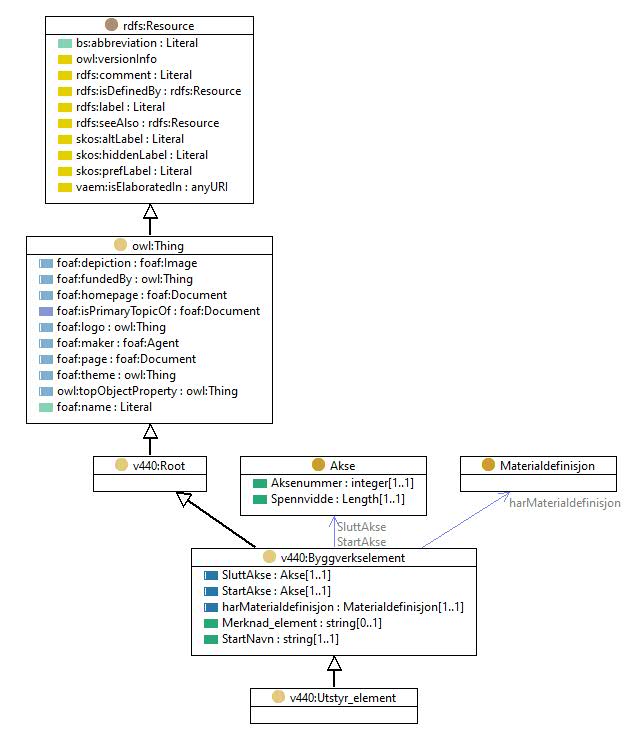 rdfs:Resource
bs:abbreviation : Literal
owl:versionInfo
rdfs:comment : Literal
rdfs:isDefinedBy : rdfs:Resource
rdfs:label : Literal
rdfs:seeAlso : rdfs:Resource
skos:altLabel : Literal
skos:hiddenLabel : Literal
skos:prefLabel : Literal
vaem:isElaboratedIn : anyURI
owl:Thing
foaf:depiction : foaf:Image
foaf:fundedBy : owl:Thing
foaf:homepage : foaf:Document
foaf:isPrimaryTopicOf : foaf:Document
foaf:logo : owl:Thing
foaf:maker : foaf:Agent
foaf:page : foaf:Document
foaf:theme : owl:Thing
owl:topObjectProperty : owl:Thing
foaf:name : Literal
v440:Root
Akse
Aksenummer : integer[1..1]
Spennvidde : Length[1..1]
Materialdefinisjon
harMaterialdefinisjon
SluttAkse
StartAkse
v440:Byggverkselement
SluttAkse : Akse[1..1]
StartAkse : Akse[1..1]
harMaterialdefinisjon : Materialdefinisjon[1..1]
Merknad_element : string[0..1]
StartNavn : string[1..1]
v440:Utstyr_element